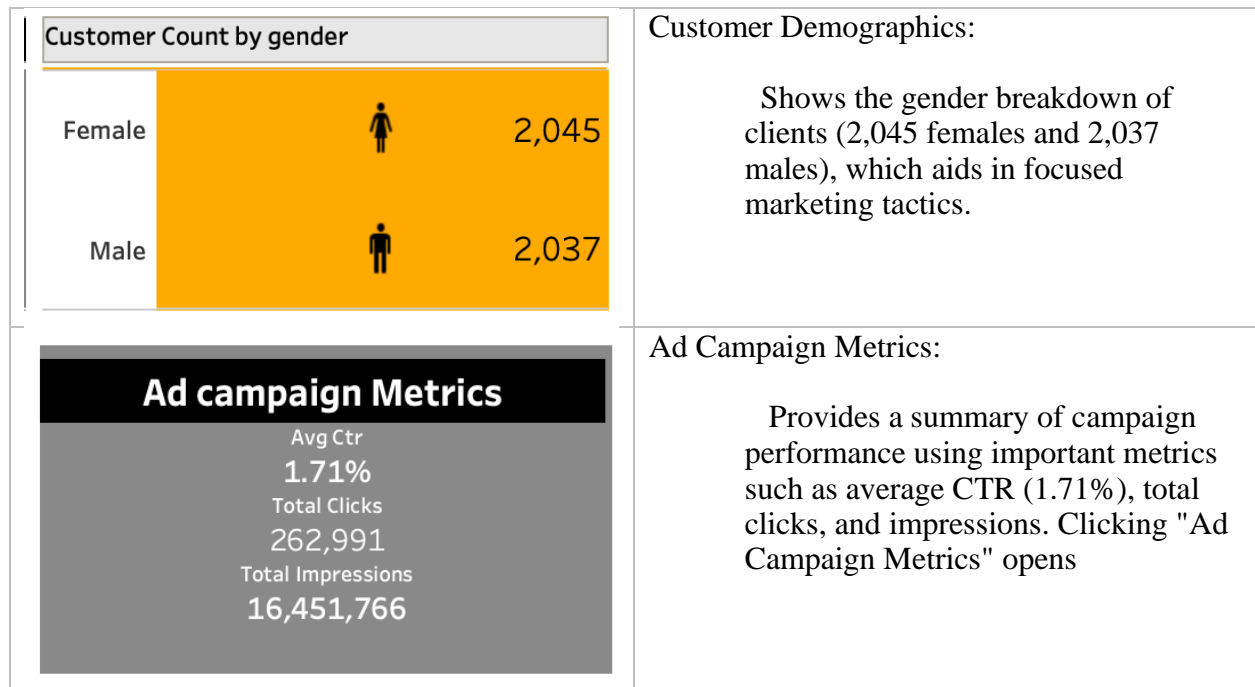 Customer Count by gender
Female 2,045
Male 2,037
Customer Demographics:
Shows the gender breakdown of
clients (2,045 females and 2,037
males), which aids in focused
marketing tactics.
Ad campaign Metrics
Avg Ctr
1.71%
Total Clicks
262,991
Total Impressions
16,451,766
Ad Campaign Metrics:
Provides a summary of campaign
performance using important metrics
such as average CTR (1.71%), total
clicks, and impressions. Clicking "Ad
Campaign Metrics" opens